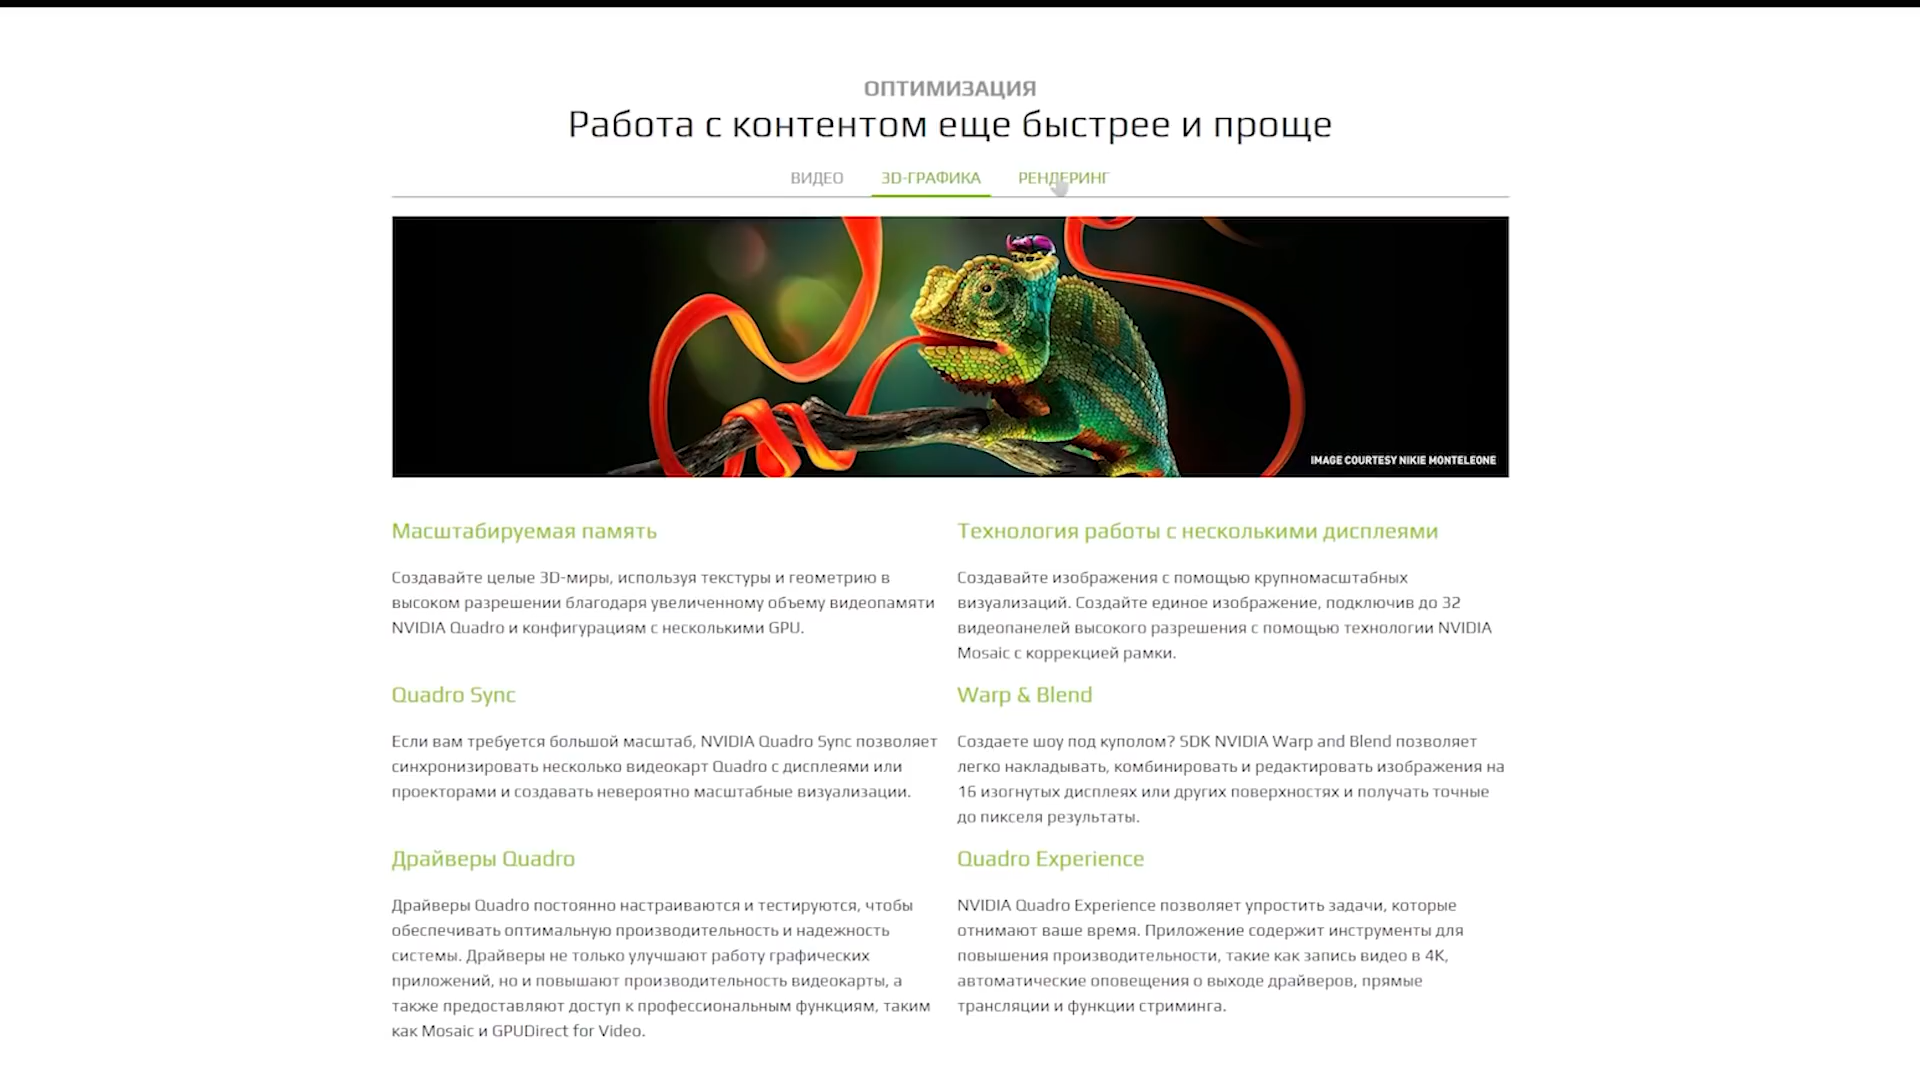 ОПТИМИЗАЦИЯ
Работа с контентом еще быстрее и проще
ВИДЕО
3D-ГРАФИКА
РЕНДЕРИНГ
IMAGE COURTESY NIKIE MONTELEONE
Масштабируемая память
Создавайте целые 3D-миры, используя текстуры и геометрию в
высоком разрешении благодаря увеличенному объему видеопамяти
NVIDIA Quadro и конфигурациям с несколькими GPU.
Технология работы с несколькими дисплеями
Создавайте изображения с помощью крупномасштабных
визуализаций. Создайте единое изображение, подключив до 32
видеопанелей высокого разрешения с помощью технологии NVIDIA
Mosaic с коррекцией рамки.
Quadro Sync
Если вам требуется большой масштаб, NVIDIA Quadro Sync позволяет
синхронизировать несколько видеокарт Quadro с дисплеями или
проекторами и создавать невероятно масштабные визуализации.
Warp & Blend
Создаете шоу под куполом? SDK NVIDIA Warp and Blend позволяет
легко накладывать, комбинировать и редактировать изображения на
16 изогнутых дисплеях или других поверхностях и получать точные
до пикселя результаты.
Драйверы Quadro
Драйверы Quadro постоянно настраиваются и тестируются, чтобы
обеспечивать оптимальную производительность и надежность
системы. Драйверы не только улучшают работу графических
приложений, но и повышают производительность видеокарты, а
также предоставляют доступ к профессиональным функциям, таким
как Mosaic и GPUDirect for Video.
Quadro Experience
NVIDIA Quadro Experience позволяет упростить задачи, которые
отнимают ваше время. Приложение содержит инструменты для
повышения производительности, такие как запись видео в 4K,
автоматические оповещения о выходе драйверов, прямые
трансляции и функции стриминга.